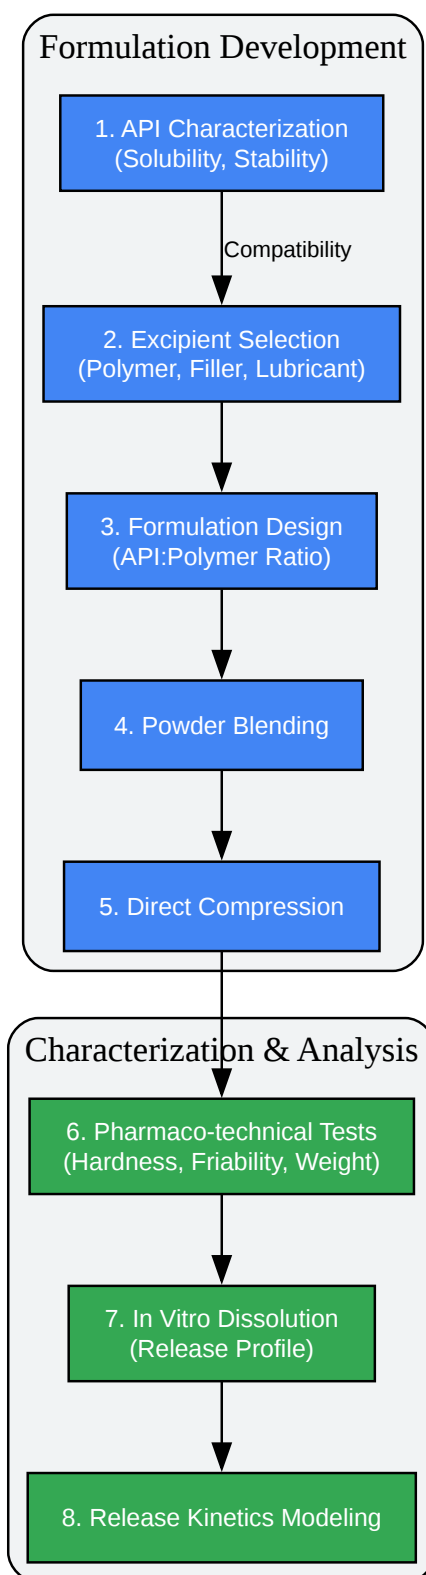 Formulation Development
1. API Characterization
(Solubility, Stability)
Compatibility
2. Excipient Selection
(Polymer, Filler, Lubricant)
3. Formulation Design
(API:Polymer Ratio)
4. Powder Blending
5. Direct Compression
Characterization & Analysis
6. Pharmaco-technical Tests
(Hardness, Friability, Weight)
7. In Vitro Dissolution
(Release Profile)
8. Release Kinetics Modeling